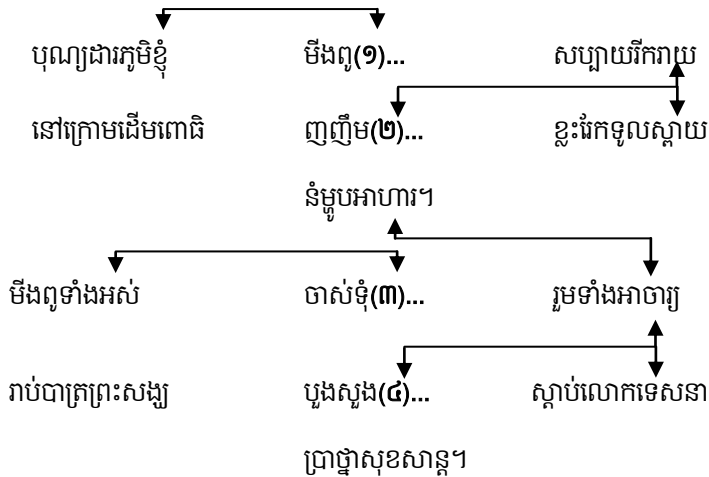 បុណ្យដារភូមិខ្ញុំ មីងពូ(១)... សប្បាយរីករាយ
នៅក្រោមដើមពោធិ ញញឹម(២)... ខ្លះរែកទូលស្ពាយ
នំម្ហូបអាហារ។
មីងពូទាំងអស់ ចាស់ទុំ(៣)... រួមទាំងអាចារ្យ
រាប់បាត្រព្រះសង្ឃ បួងសួង(៤)... ស្តាប់លោកទេសនា
ប្រាថ្នាសុខសាន្ត។